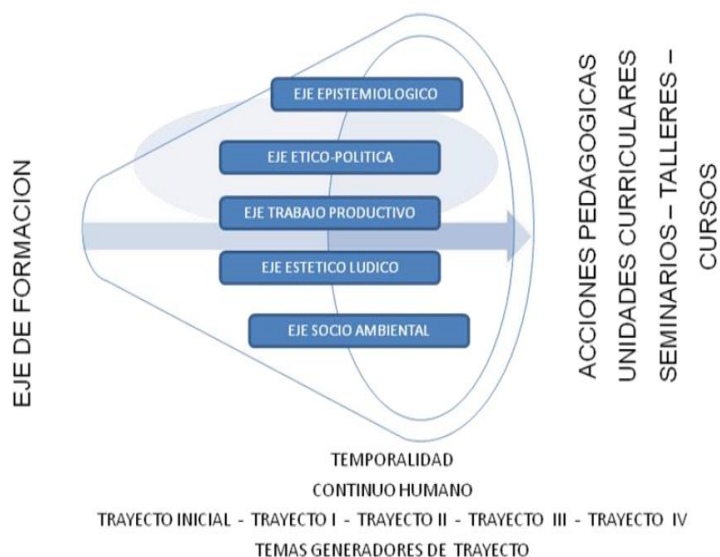 EJE DE FORMACION
EJE EPISTEMIOLOGICO
EJE ETICO-POLITICA
EJE TRABAJO PRODUCTIVO
EJE ESTETICO LUDICO
EJE SOCIO AMBIENTAL
ACCIONES PEDAGOGICAS
UNIDADES CURRICULARES
SEMINARIOS – TALLERES –
CURSOS
TEMPORALIDAD
CONTINUO HUMANO
TRAYECTO INICIAL - TRAYECTO I - TRAYECTO II - TRAYECTO III - TRAYECTO IV
TEMAS GENERADORES DE TRAYECTO